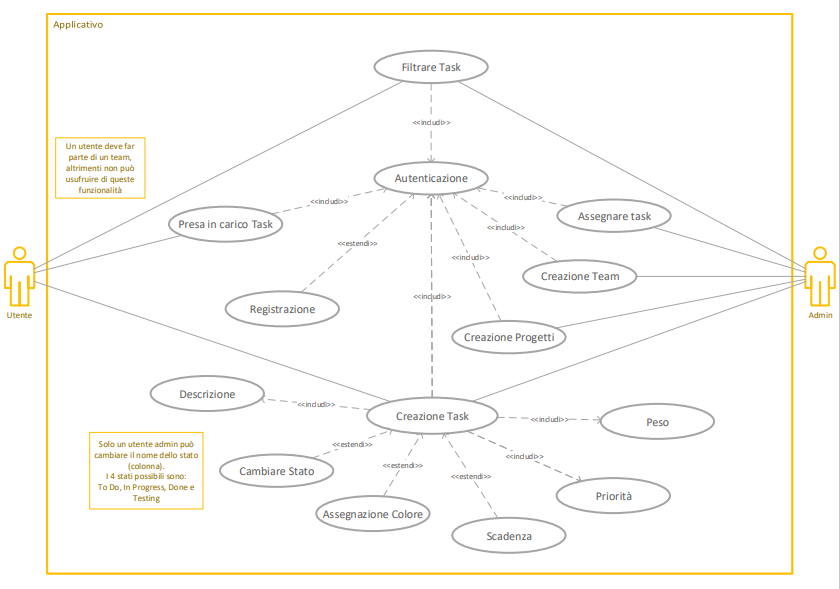 Applicativo
Filtrare Task
<<includi>>
Un utente deve far
parte di un team,
altrimenti non può
usufruire di queste
funzionalità
Autenticazione
<<includi>>
<<includi>>
Presa in carico Task
Assegnare task
<<includi>>
<<estendi>>
<<includi>>
Creazione Team
Utente
Admin
<<includi>>
Registrazione
Creazione Progetti
Descrizione
<<includi>>
Creazione Task
<<includi>>
Peso
Solo un utente admin può
cambiare il nome dello stato
(colonna).
I 4 stati possibili sono:
To Do, In Progress, Done e
Testing
<<estendi>>
<<includi>>
Cambiare Stato
<<estendi>>
<<estendi>>
Priorità
Assegnazione Colore
Scadenza